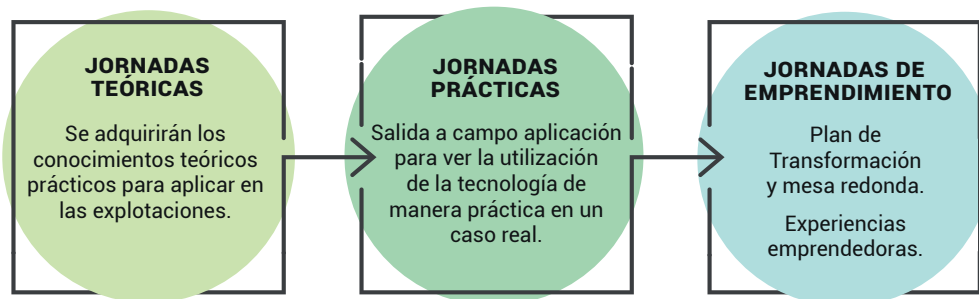 JORNADAS
TEÓRICAS
Se adquirirán los
conocimientos teóricos
prácticos para aplicar en
las explotaciones.
JORNADAS
PRÁCTICAS
Salida a campo aplicación
para ver la utilización
de la tecnología de
manera práctica en un
caso real.
JORNADAS DE
EMPRENDIMIENTO
Plan de
Transformación
y mesa redonda.
Experiencias
emprendedoras.